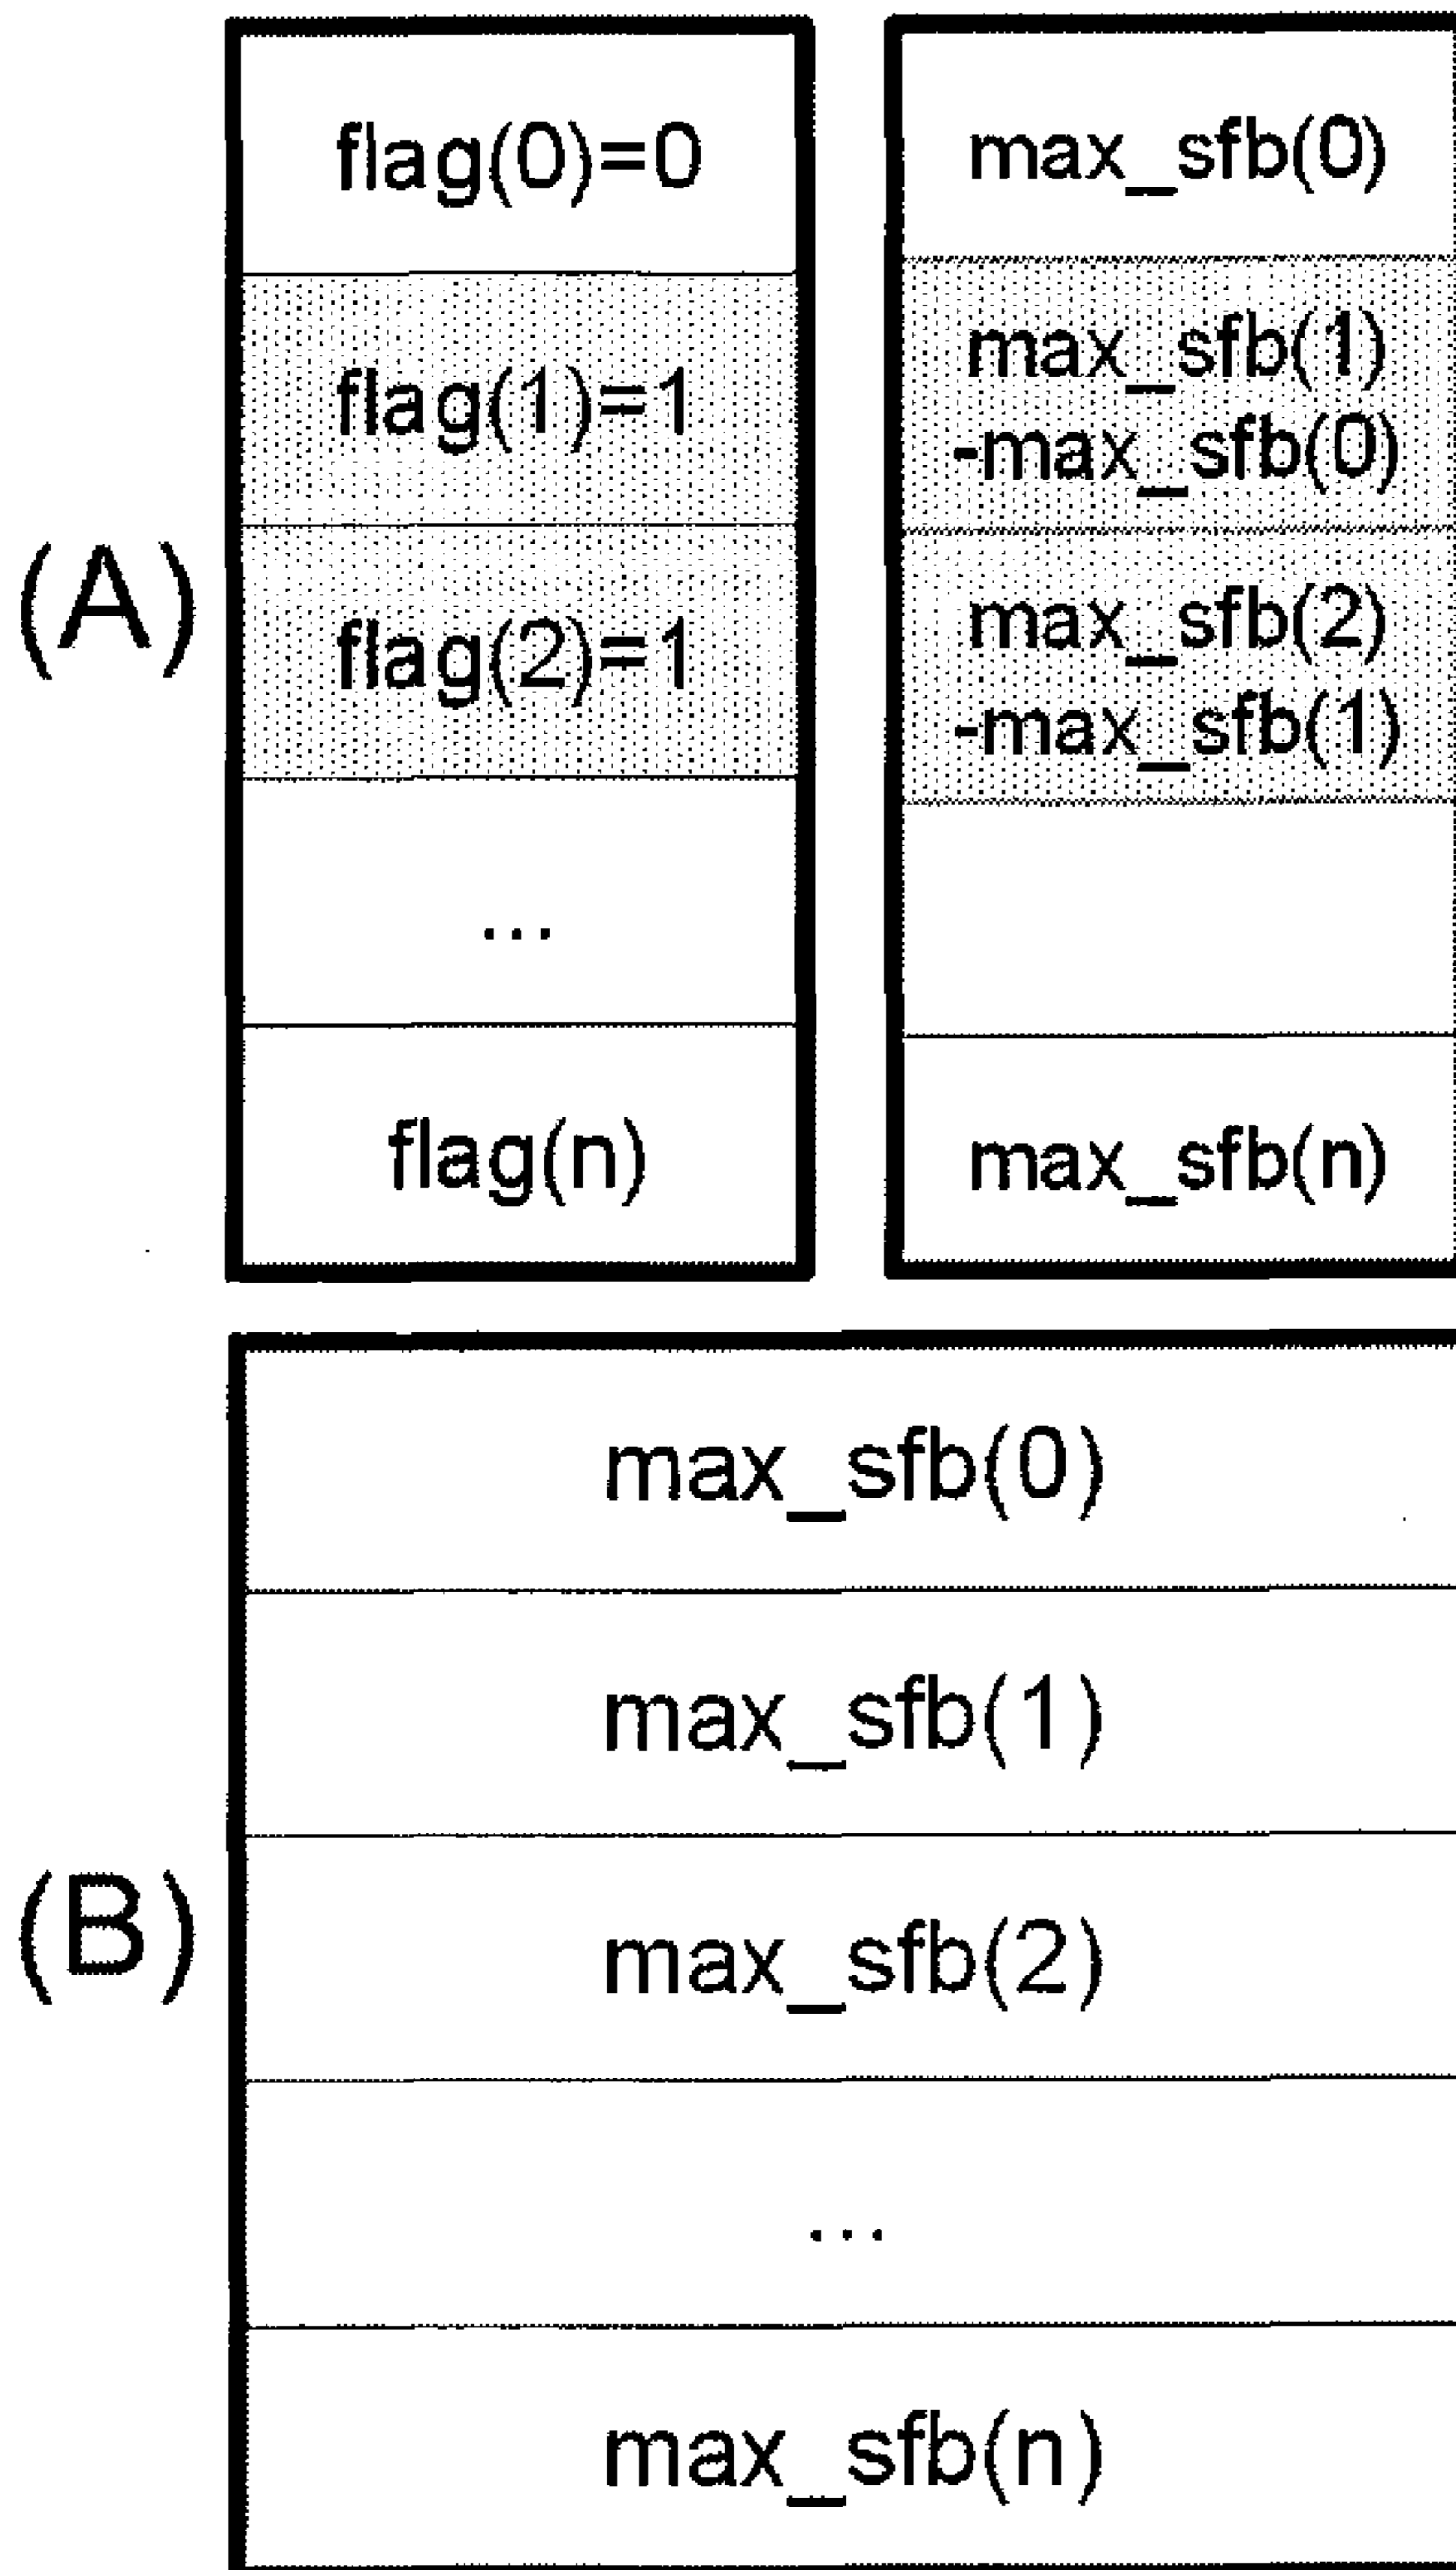 (A)
flag(0)=0
flag(1)=1
flag(2)=1
...
flag(n)
max_sfb(0)
max_sfb(1)
-max_sfb(0)
max_sfb(2)
-max_sfb(1)
max_sfb(n)
(B)
max_sfb(0)
max_sfb(1)
max_sfb(2)
...
max_sfb(n)